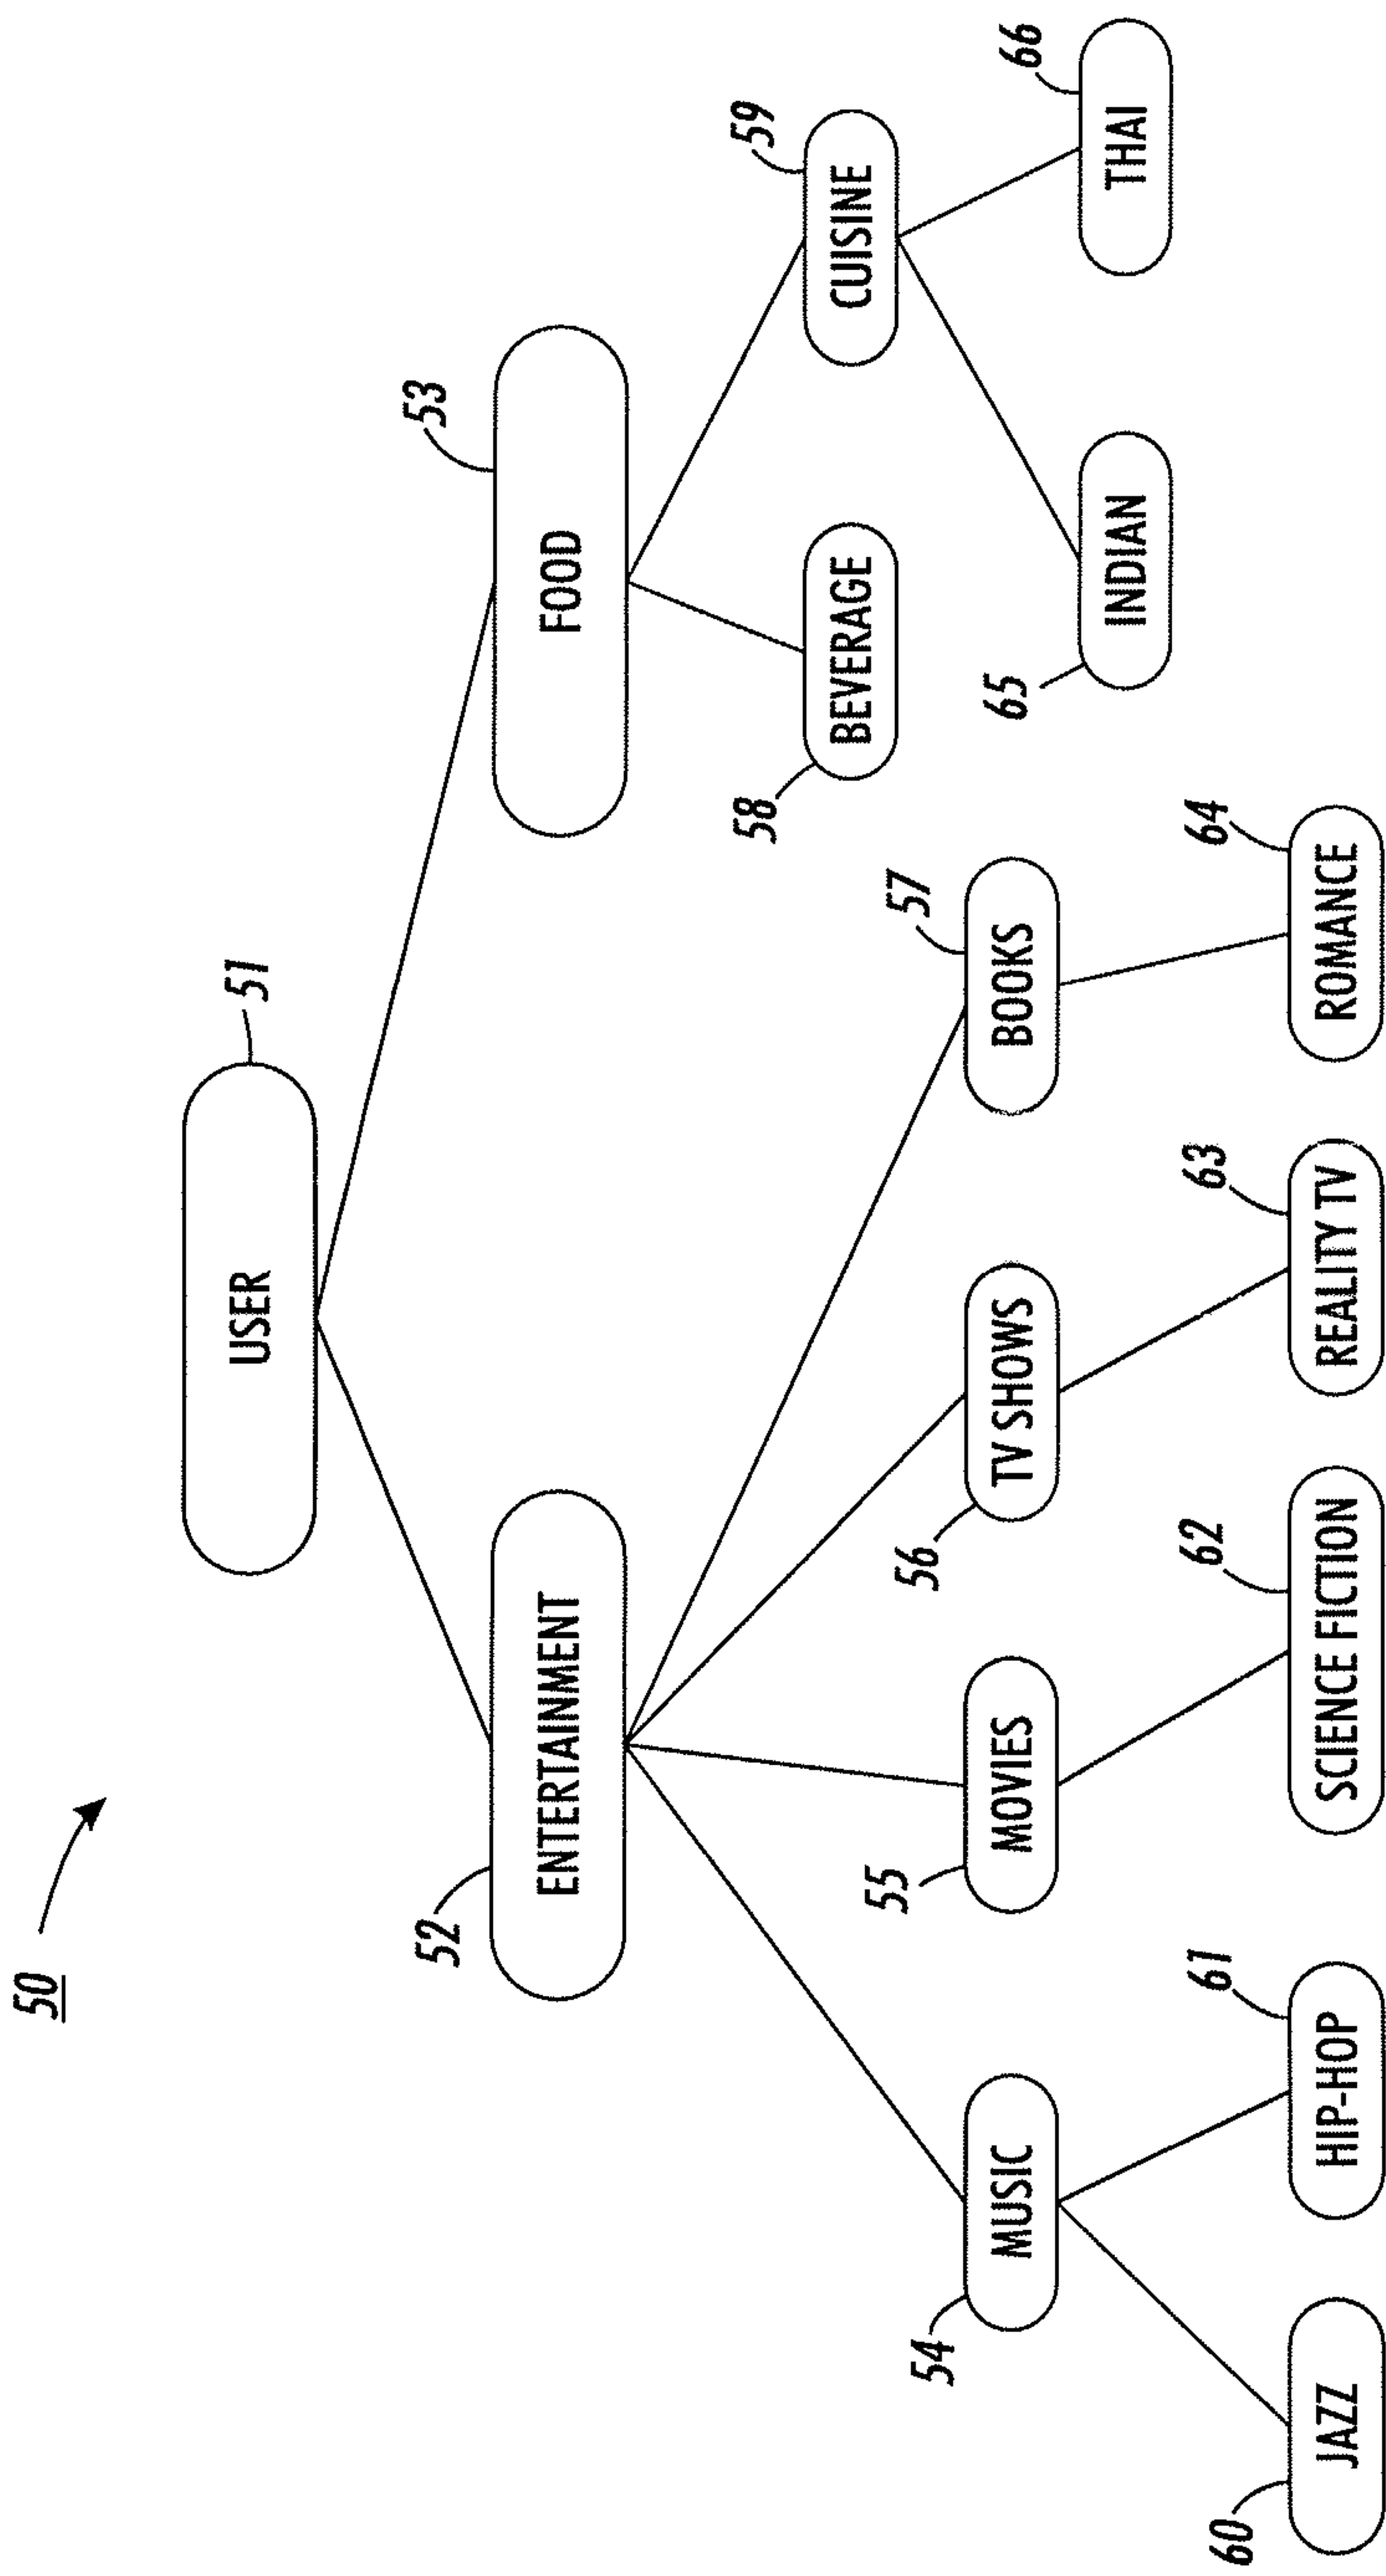 50
USER
51
52
ENTERTAINMENT
53
FOOD
54
MUSIC
55
MOVIES
56
TV SHOWS
57
BOOKS
58
BEVERAGE
59
CUISINE
60
JAZZ
61
HIP-HOP
62
SCIENCE FICTION
63
REALITY TV
64
ROMANCE
65
INDIAN
66
THAI